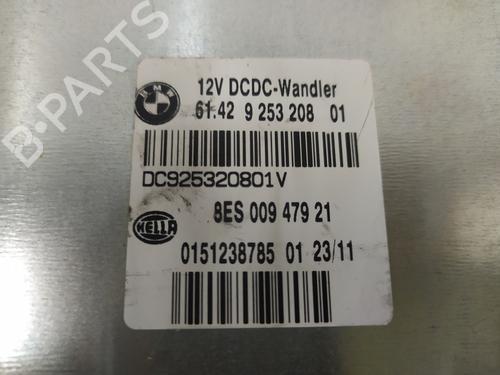 BMW
12V DCDC-Wandler
61.42 9 253 208 01
DC925320801V
8ES 009 479 21
HELLA
0151238785 01 23/11
B-PARTS